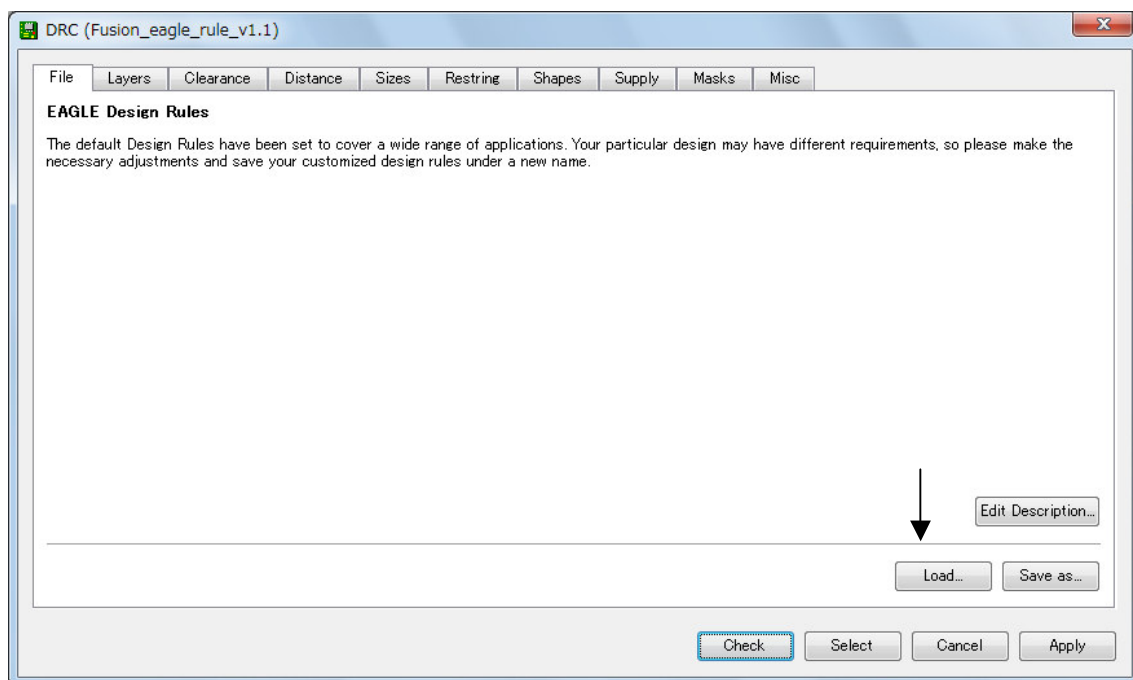 DRC (Fusion_eagle_rule_v1.1)
File Layers Clearance Distance Sizes Restring Shapes Supply Masks Misc
EAGLE Design Rules
The default Design Rules have been set to cover a wide range of applications. Your particular design may have different requirements, so please make the
necessary adjustments and save your customized design rules under a new name.
Edit Description...
Load... Save as...
Check Select Cancel Apply